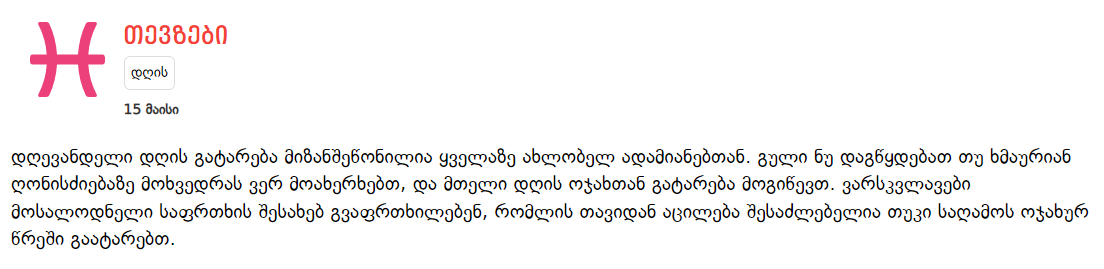 თევზები
დღის
15 მაისი
დღევანდელი დღის გატარება მიზანშეწონილია ყველაზე ახლობელ ადამიანებთან. გული ნუ დაგწყდებათ თუ ხმაურიან
ღონისძიებაზე მოხვედრას ვერ მოახერხებთ, და მთელი დღის ოჯახთან გატარება მოგიწევთ. ვარსკვლავები
მოსალოდნელი საფრთხის შესახებ გვაფრთხილებენ, რომლის თავიდან აცილება შესაძლებელია თუკი საღამოს ოჯახურ
წრეში გაატარებთ.